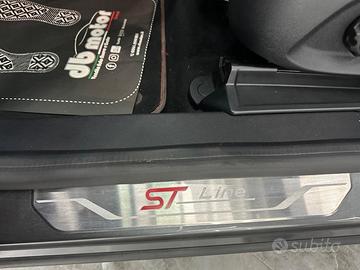 db motor
ST Line
subito